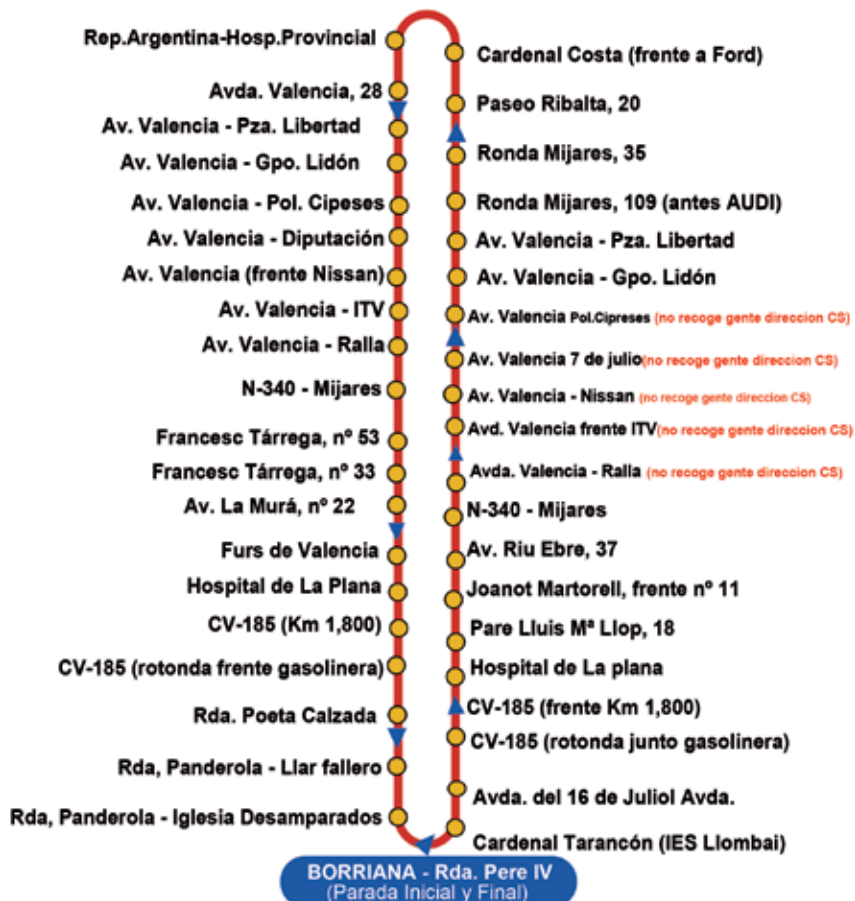 Rep.Argentina-Hosp.Provincial
Avda. Valencia, 28
Av. Valencia - Pza. Libertad
Av. Valencia - Gpo. Lidón
Av. Valencia - Pol. Cipeses
Av. Valencia - Diputación
Av. Valencia (frente Nissan)
Av. Valencia - ITV
Av. Valencia - Ralla
N-340 - Mijares
Francesc Tárrega, nº 53
Francesc Tárrega, nº 33
Av. La Murá, nº 22
Furs de Valencia
Hospital de La Plana
CV-185 (Km 1,800)
CV-185 (rotonda frente gasolinera)
Rda. Poeta Calzada
Rda, Panderola - Llar fallero
Rda, Panderola - Iglesia Desamparados
Cardenal Costa (frente a Ford)
Paseo Ribalta, 20
Ronda Mijares, 35
Ronda Mijares, 109 (antes AUDI)
Av. Valencia - Pza. Libertad
Av. Valencia - Gpo. Lidón
Av. Valencia Pol.Cipreses (no recoge gente direccion CS)
Av. Valencia 7 de julio(no recoge gente direccion CS)
Av. Valencia - Nissan (no recoge gente direccion CS)
Avd. Valencia frente ITV(no recoge gente direccion CS)
Avda. Valencia - Ralla (no recoge gente direccion CS)
N-340 - Mijares
Av. Riu Ebre, 37
Joanot Martorell, frente nº 11
Pare Lluis Mª Llop, 18
Hospital de La plana
CV-185 (frente Km 1,800)
CV-185 (rotonda junto gasolinera)
Avda. del 16 de Juliol Avda.
Cardenal Tarancón (IES Llombai)
BORRIANA - Rda. Pere IV
(Parada Inicial y Final)